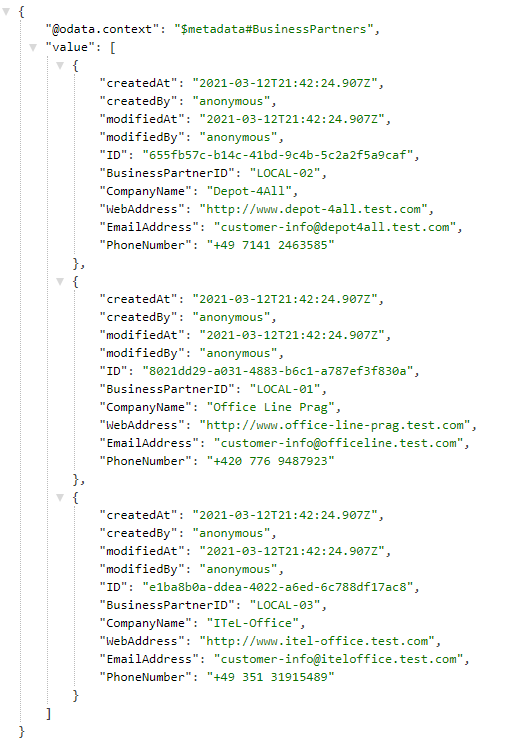 {
"@odata.context": "$metadata#BusinessPartners",
"value": [
{
"createdAt": "2021-03-12T21:42:24.907Z",
"createdBy": "anonymous",
"modifiedAt": "2021-03-12T21:42:24.907Z",
"modifiedBy": "anonymous",
"ID": "655fb57c-b14c-41bd-9c4b-5c2a2f5a9caf",
"BusinessPartnerID": "LOCAL-02",
"CompanyName": "Depot-4All",
"WebAddress": "http://www.depot-4all.test.com",
"EmailAddress": "customer-info@depot4all.test.com",
"PhoneNumber": "+49 7141 2463585"
},
{
"createdAt": "2021-03-12T21:42:24.907Z",
"createdBy": "anonymous",
"modifiedAt": "2021-03-12T21:42:24.907Z",
"modifiedBy": "anonymous",
"ID": "8021dd29-a031-4883-b6c1-a787ef3f830a",
"BusinessPartnerID": "LOCAL-01",
"CompanyName": "Office Line Prag",
"WebAddress": "http://www.office-line-prag.test.com",
"EmailAddress": "customer-info@officeline.test.com",
"PhoneNumber": "+420 776 9487923"
},
{
"createdAt": "2021-03-12T21:42:24.907Z",
"createdBy": "anonymous",
"modifiedAt": "2021-03-12T21:42:24.907Z",
"modifiedBy": "anonymous",
"ID": "e1ba8b0a-ddea-4022-a6ed-6c788df17ac8",
"BusinessPartnerID": "LOCAL-03",
"CompanyName": "ITeL-Office",
"WebAddress": "http://www.itel-office.test.com",
"EmailAddress": "customer-info@iteloffice.test.com",
"PhoneNumber": "+49 351 31915489"
}
]
}